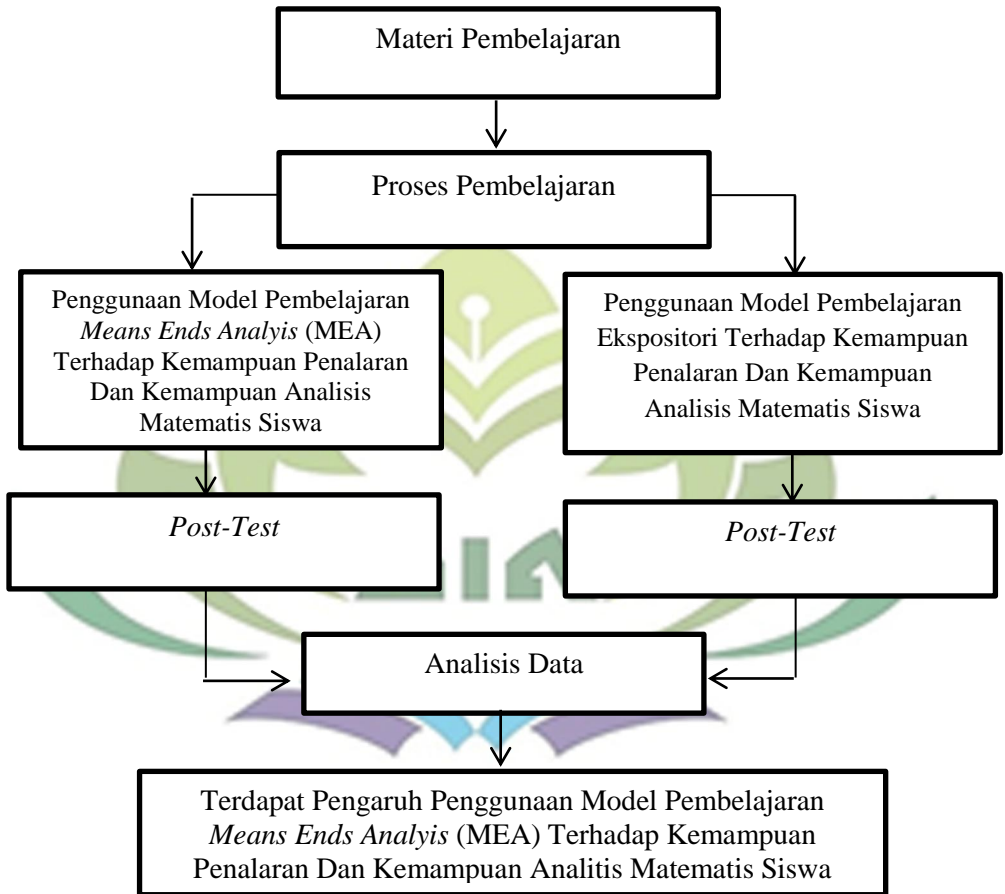 Materi Pembelajaran
Proses Pembelajaran
Penggunaan Model Pembelajaran
Means Ends Analyis (MEA)
Terhadap Kemampuan Penalaran
Dan Kemampuan Analisis
Matematis Siswa
Penggunaan Model Pembelajaran
Ekspositori Terhadap Kemampuan
Penalaran Dan Kemampuan
Analisis Matematis Siswa
Post-Test
Post-Test
Analisis Data
Terdapat Pengaruh Penggunaan Model Pembelajaran
Means Ends Analyis (MEA) Terhadap Kemampuan
Penalaran Dan Kemampuan Analitis Matematis Siswa